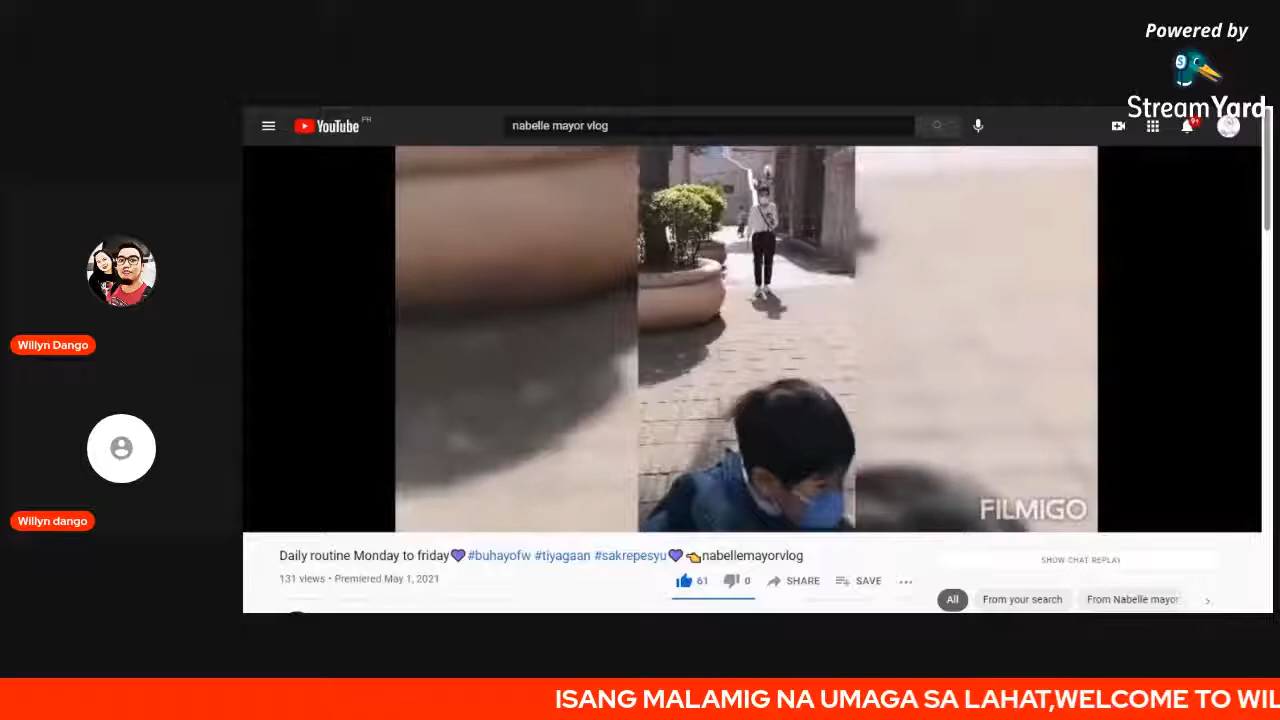 Powered by
StreamYard
YouTube PH
nabelle mayor vlog
9+
Willyn Dango
Willyn dango
FILMIGO
Daily routine Monday to friday💜#buhayofw #tiyagaan #sakrepesyu💜👈nabellemayorvlog
131 views • Premiered May 1, 2021
61
0
SHARE
SAVE
SHOW CHAT REPLAY
All
From your search
From Nabelle mayor
ISANG MALAMIG NA UMAGA SA LAHAT,WELCOME TO WIL